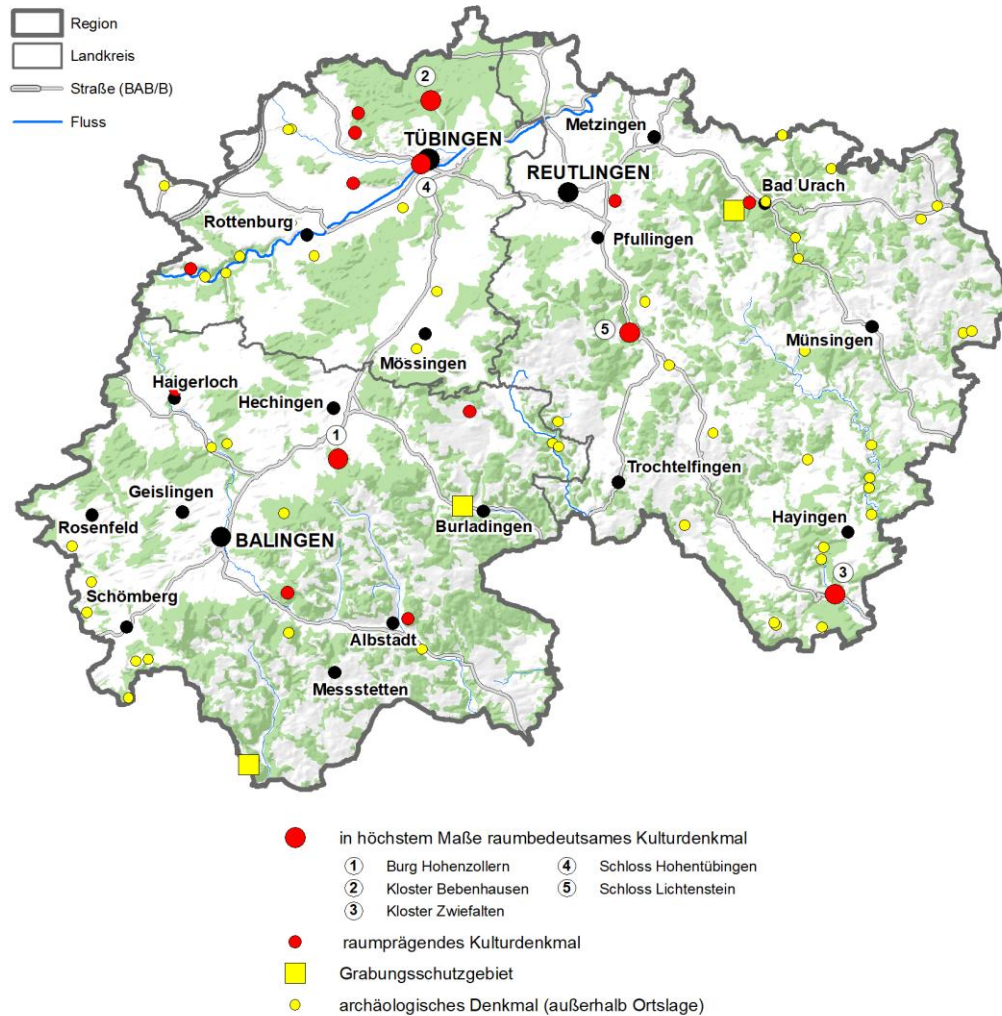 Region
Landkreis
Straße (BAB/B)
Fluss
2
TÜBINGEN
Metzingen
REUTLINGEN
Bad Urach
4
Rottenburg
Pfullingen
5
Münsingen
Mössingen
Haigerloch
Hechingen
1
Trochtelfingen
Geislingen
Rosenfeld
Burladingen
Hayingen
BALINGEN
3
Schömberg
Albstadt
Messstetten
in höchstem Maße raumbedeutsames Kulturdenkmal
1 Burg Hohenzollern 4 Schloss Hohentübingen
2 Kloster Bebenhausen 5 Schloss Lichtenstein
3 Kloster Zwiefalten
raumprägendes Kulturdenkmal
Grabungsschutzgebiet
archäologisches Denkmal (außerhalb Ortslage)